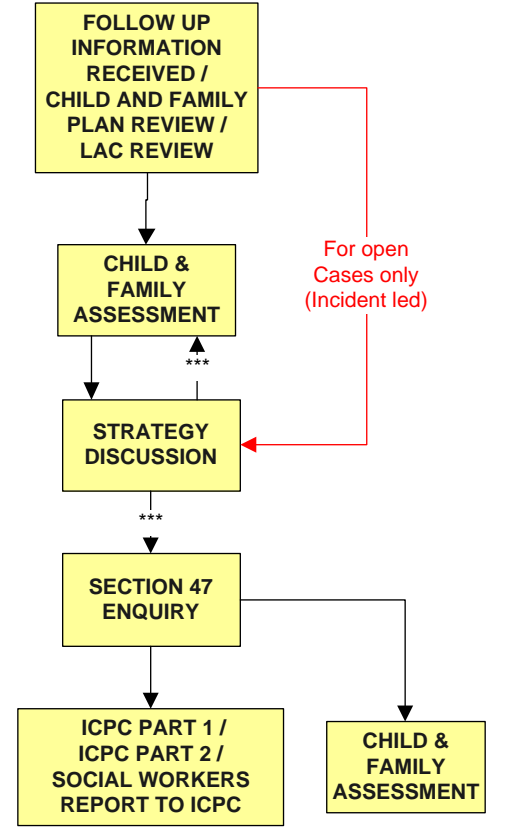 FOLLOW UP
INFORMATION
RECEIVED /
CHILD AND FAMILY
PLAN REVIEW /
LAC REVIEW
For open
Cases only
(Incident led)
CHILD &
FAMILY
ASSESSMENT
***
STRATEGY
DISCUSSION
***
SECTION 47
ENQUIRY
ICPC PART 1 /
ICPC PART 2 /
SOCIAL WORKERS
REPORT TO ICPC
CHILD &
FAMILY
ASSESSMENT